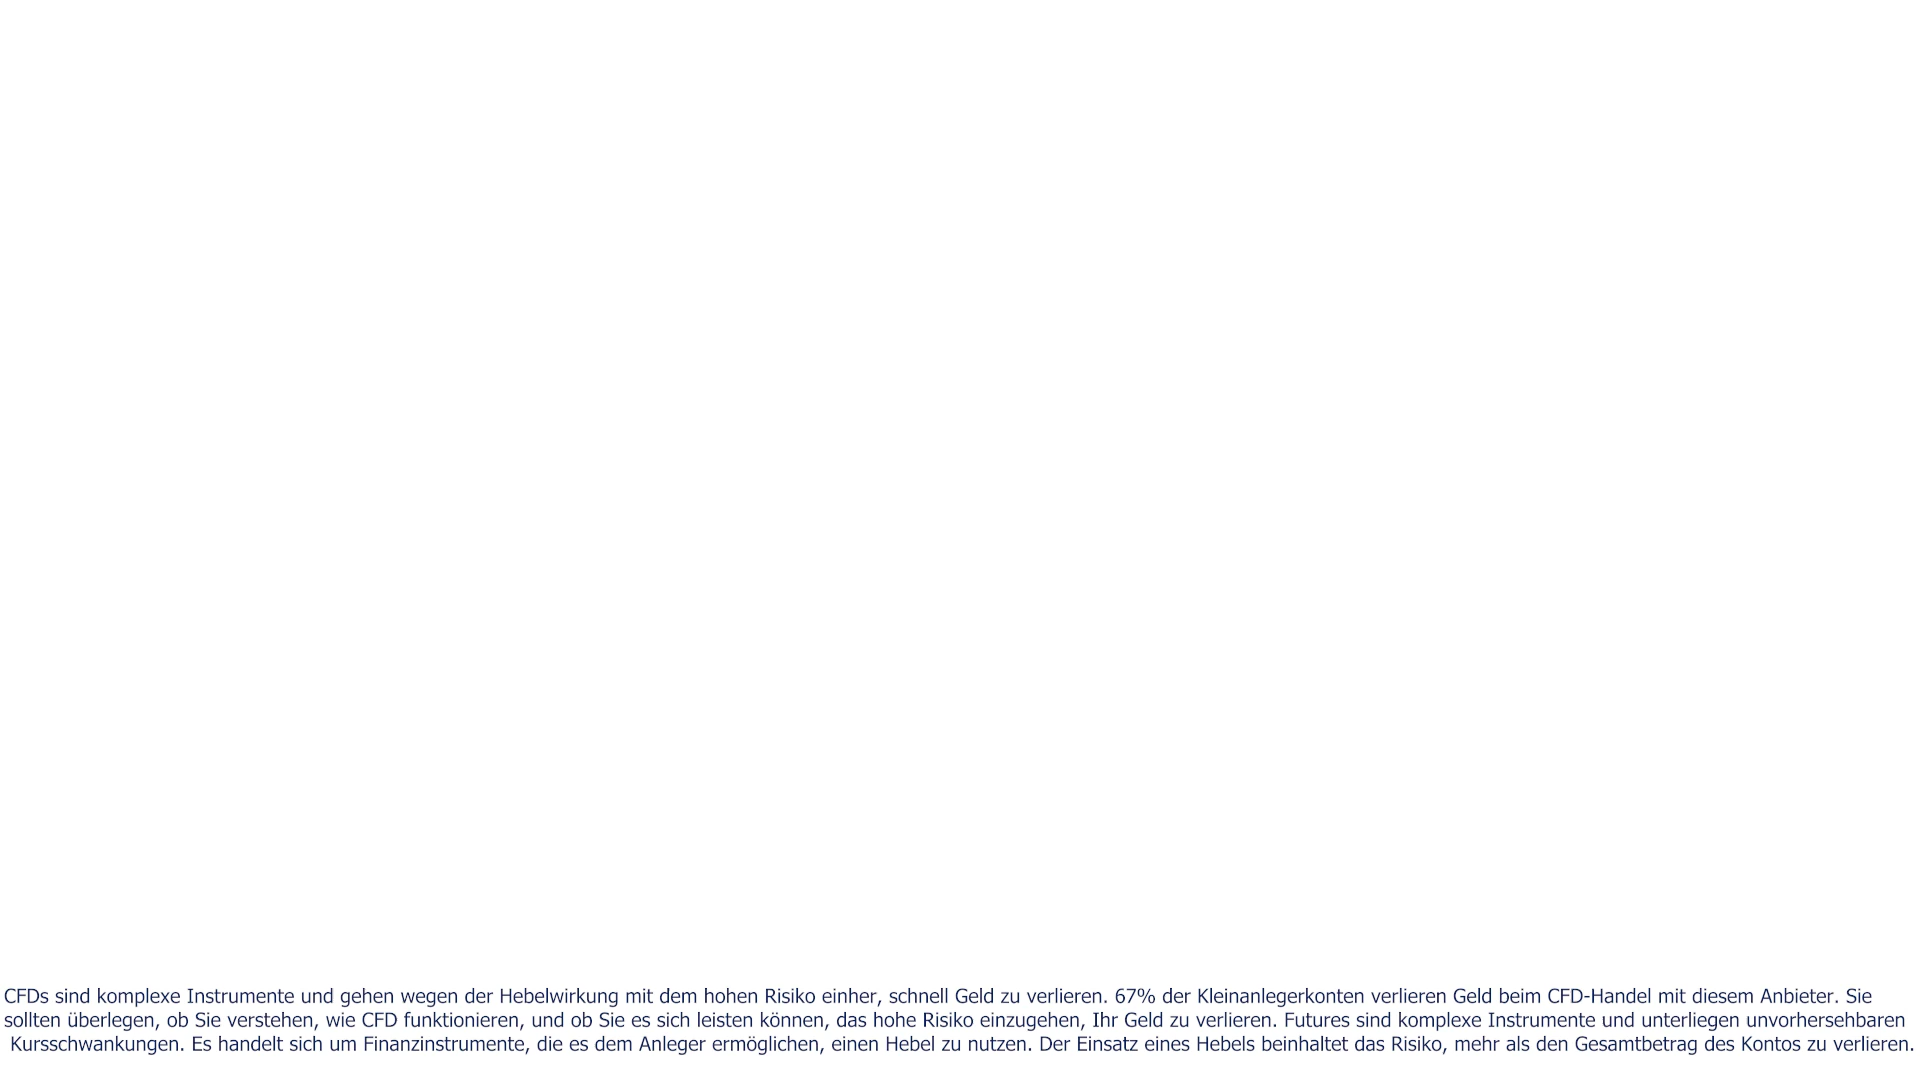 CFDs sind komplexe Instrumente und gehen wegen der Hebelwirkung mit dem hohen Risiko einher, schnell Geld zu verlieren. 67% der Kleinanlegerkonten verlieren Geld beim CFD-Handel mit diesem Anbieter. Sie
sollten überlegen, ob Sie verstehen, wie CFD funktionieren, und ob Sie es sich leisten können, das hohe Risiko einzugehen, Ihr Geld zu verlieren. Futures sind komplexe Instrumente und unterliegen unvorhersehbaren
Kursschwankungen. Es handelt sich um Finanzinstrumente, die es dem Anleger ermöglichen, einen Hebel zu nutzen. Der Einsatz eines Hebels beinhaltet das Risiko, mehr als den Gesamtbetrag des Kontos zu verlieren.